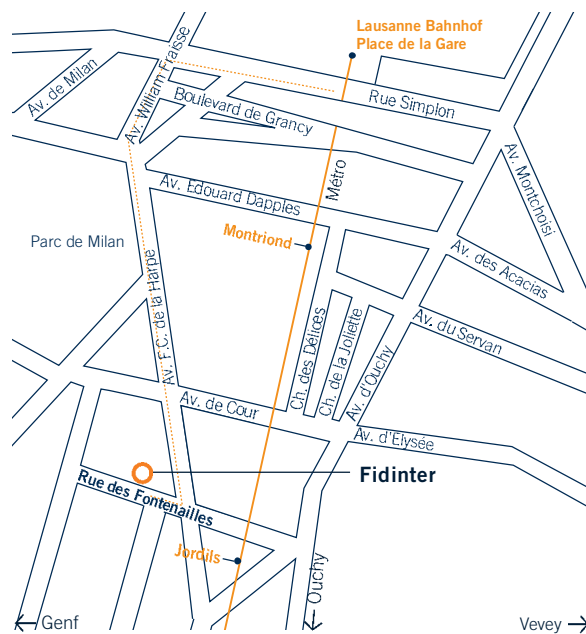 Lausanne Bahnhof
Place de la Gare
Av. William Fraisse
Av. de Milan
Rue Simplon
Boulevard de Grancy
Av. Montchoisi
Métro
Av. Edouard Dapples
Montriond
Parc de Milan
Av. des Acacias
Av. F.C. de la Harpe
Ch. des Délices
Ch. de la Joliette
Av. d'Ouchy
Av. du Servan
Av. de Cour
Av. d'Elysée
Fidinter
Rue des Fontenailles
Jordils
Ouchy
Genf
Vevey